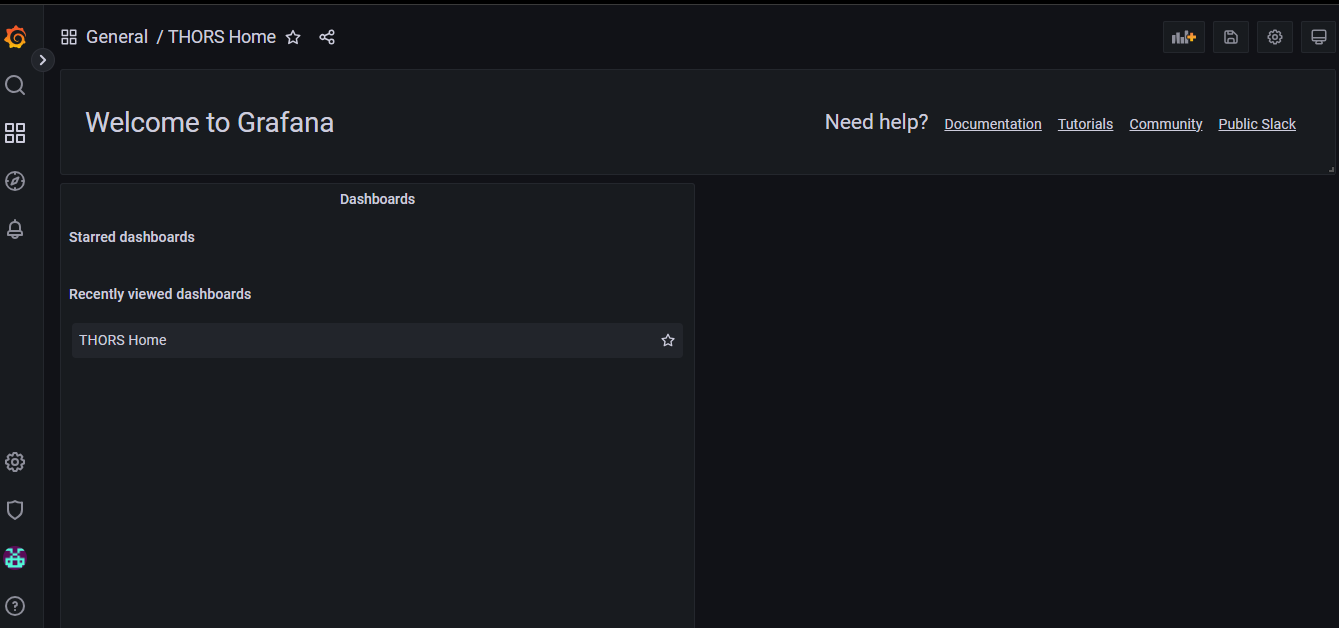 General / THORS Home
Welcome to Grafana
Need help? Documentation Tutorials Community Public Slack
Dashboards
Starred dashboards
Recently viewed dashboards
THORS Home